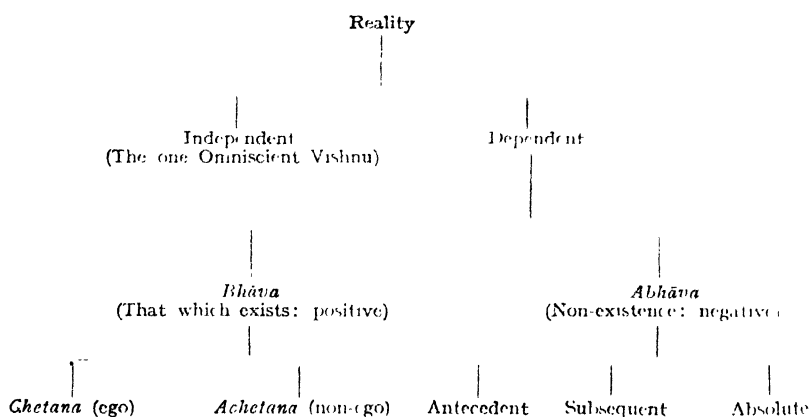 Reality
Independent Dependent
(The one Omniscient Vishnu)
Bhāva Abhāva
(That which exists: positive) (Non-existence: negative)
Chetana (ego) Achetana (non-ego) Antecedent Subsequent Absolute